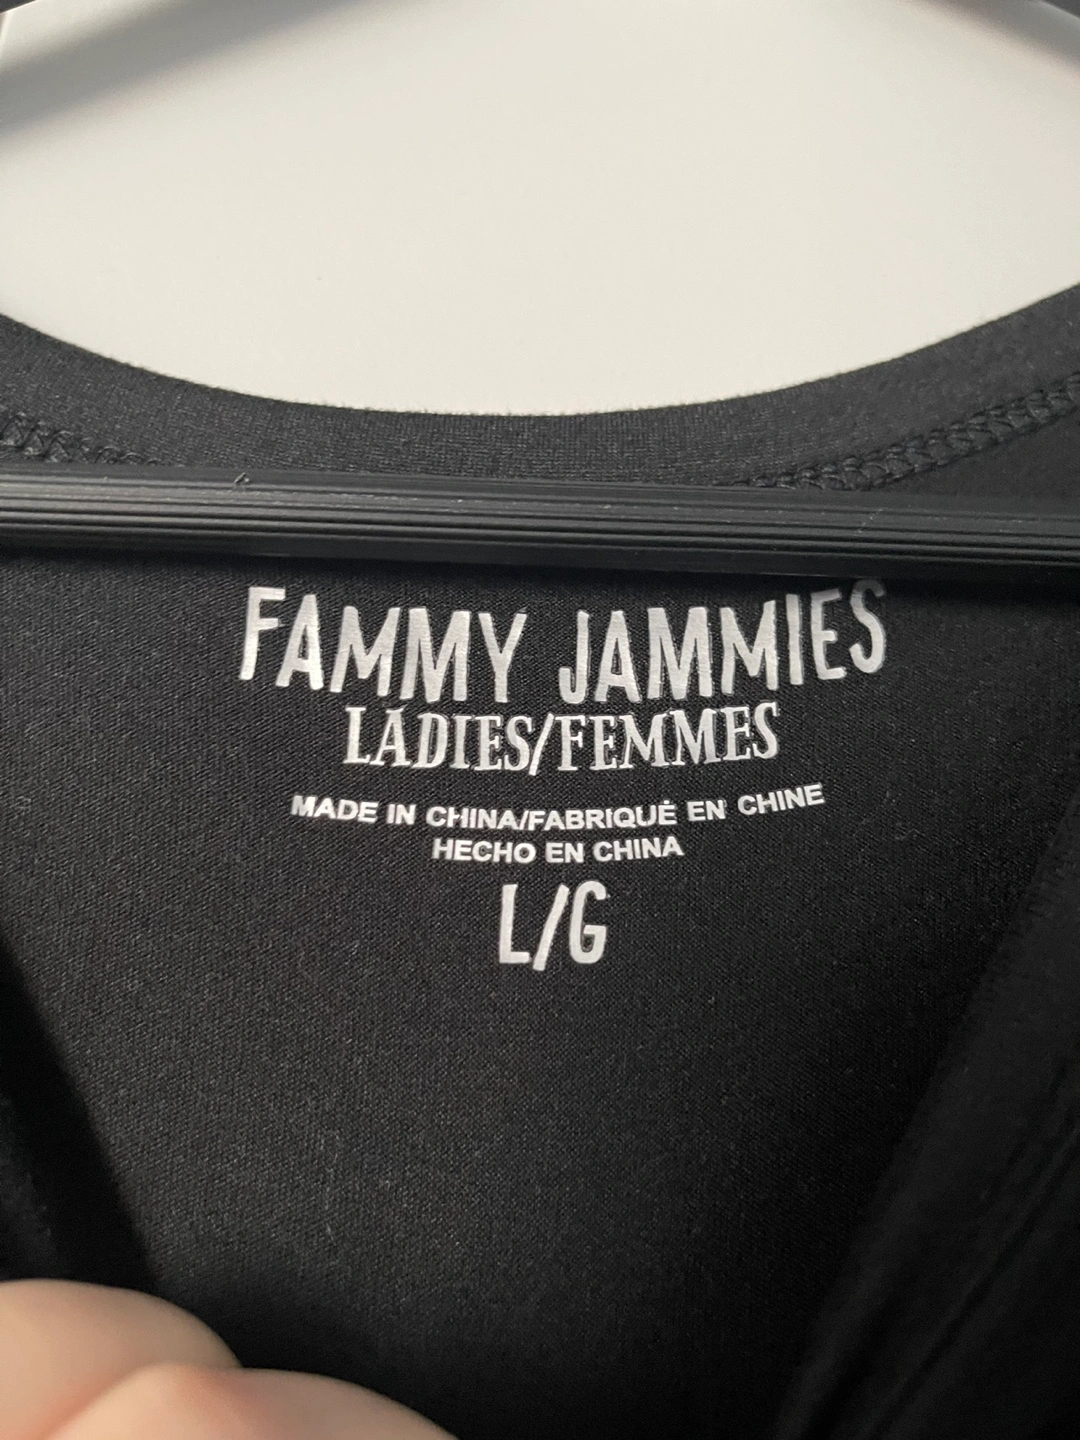 FAMMY JAMMIES
LADIES/FEMMES
MADE IN CHINA/FABRIQUÉ EN CHINE
HECHO EN CHINA
L/G